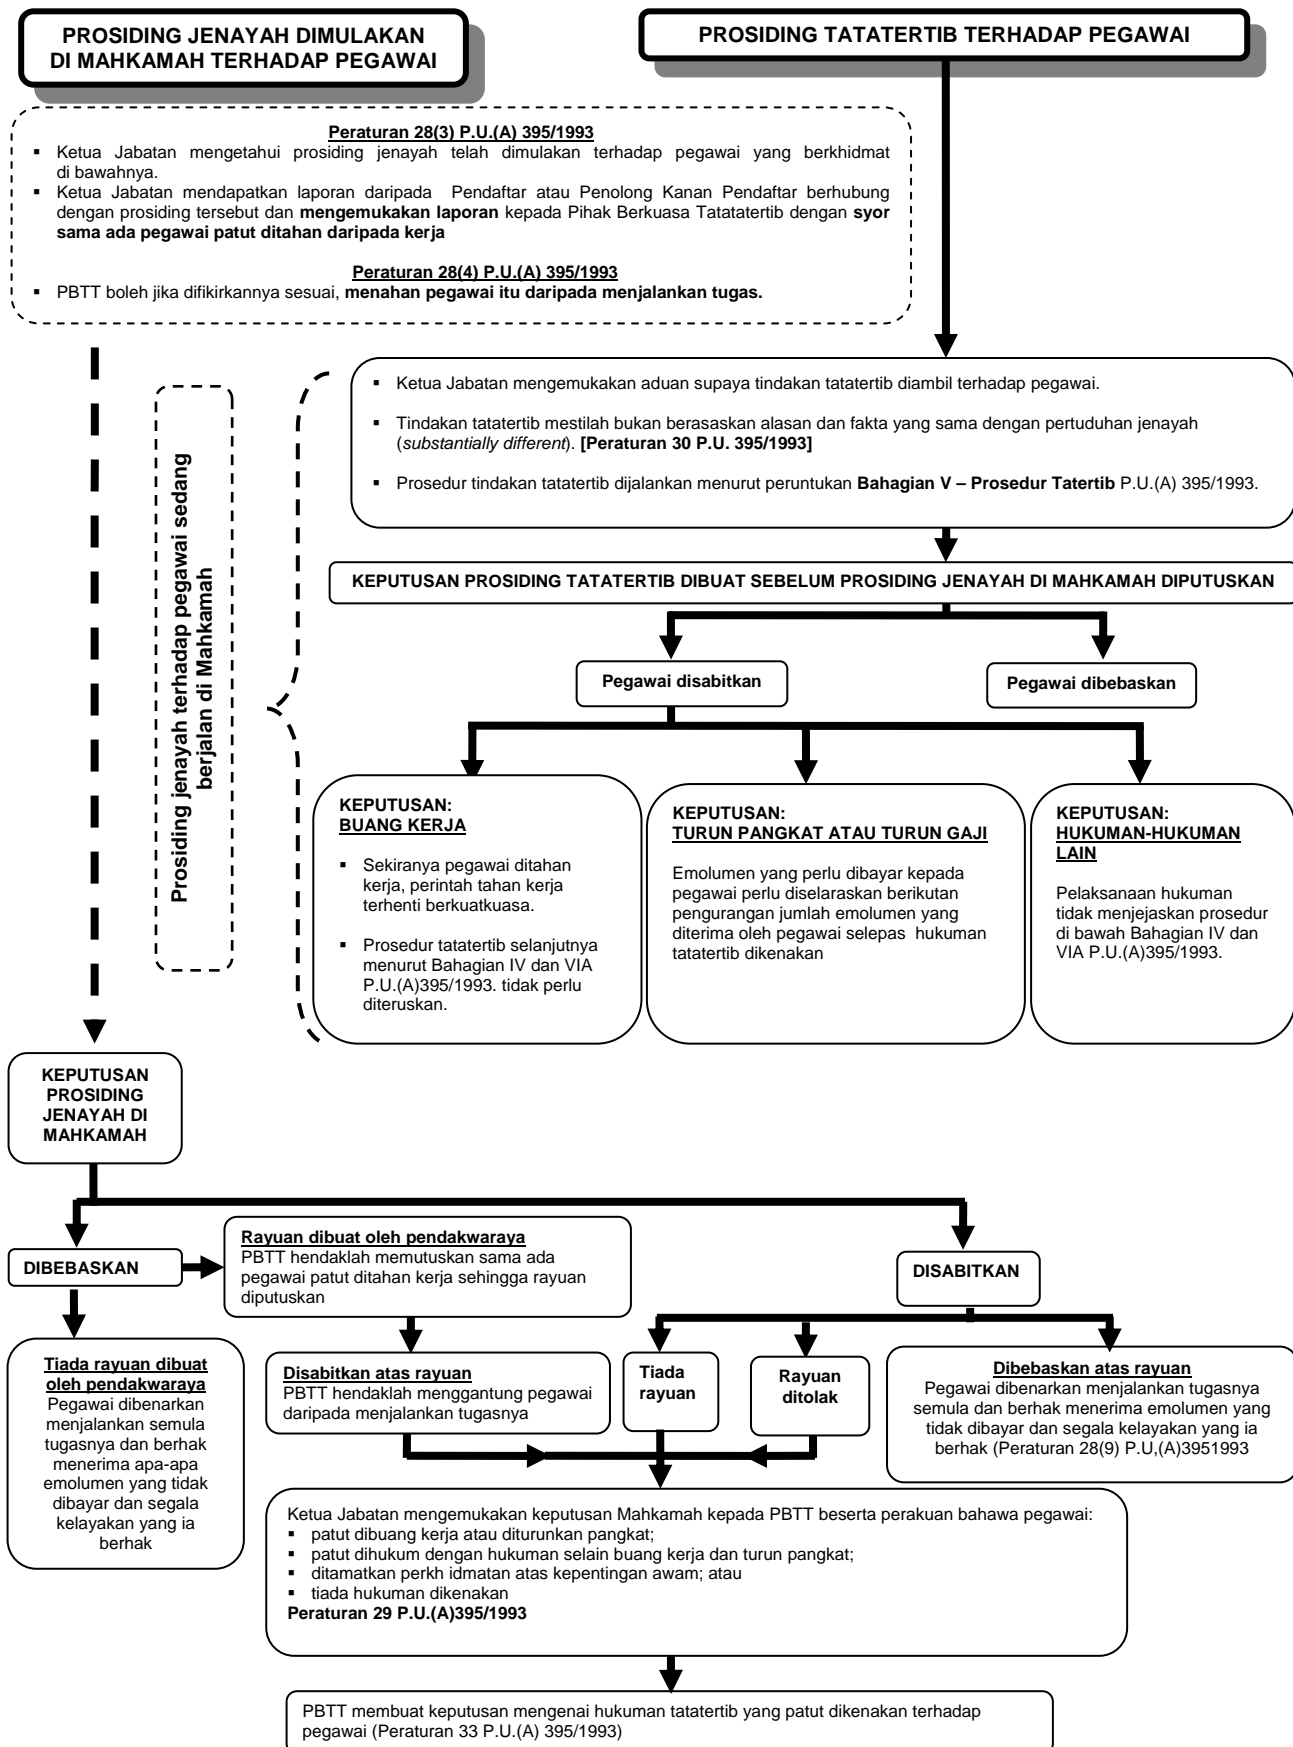 PROSIDING JENAYAH DIMULAKAN
DI MAHKAMAH TERHADAP PEGAWAI
PROSIDING TATATERTIB TERHADAP PEGAWAI
Peraturan 28(3) P.U.(A) 395/1993
▪ Ketua Jabatan mengetahui prosiding jenayah telah dimulakan terhadap pegawai yang berkhidmat
di bawahnya.
▪ Ketua Jabatan mendapatkan laporan daripada Pendaftar atau Penolong Kanan Pendaftar berhubung
dengan prosiding tersebut dan mengemukakan laporan kepada Pihak Berkuasa Tatatatertib dengan syor
sama ada pegawai patut ditahan daripada kerja
Peraturan 28(4) P.U.(A) 395/1993
▪ PBTT boleh jika difikirkannya sesuai, menahan pegawai itu daripada menjalankan tugas.
Prosiding jenayah terhadap pegawai sedang
berjalan di Mahkamah
▪ Ketua Jabatan mengemukakan aduan supaya tindakan tatatertib diambil terhadap pegawai.
▪ Tindakan tatatertib mestilah bukan berasaskan alasan dan fakta yang sama dengan pertuduhan jenayah
(substantially different). [Peraturan 30 P.U. 395/1993]
▪ Prosedur tindakan tatatertib dijalankan menurut peruntukan Bahagian V – Prosedur Tatertib P.U.(A) 395/1993.
KEPUTUSAN PROSIDING TATATERTIB DIBUAT SEBELUM PROSIDING JENAYAH DI MAHKAMAH DIPUTUSKAN
Pegawai disabitkan
Pegawai dibebaskan
KEPUTUSAN:
BUANG KERJA
▪ Sekiranya pegawai ditahan
kerja, perintah tahan kerja
terhenti berkuatkuasa.
▪ Prosedur tatatertib selanjutnya
menurut Bahagian IV dan VIA
P.U.(A)395/1993. tidak perlu
diteruskan.
KEPUTUSAN:
TURUN PANGKAT ATAU TURUN GAJI
Emolumen yang perlu dibayar kepada
pegawai perlu diselaraskan berikutan
pengurangan jumlah emolumen yang
diterima oleh pegawai selepas hukuman
tatatertib dikenakan
KEPUTUSAN:
HUKUMAN-HUKUMAN
LAIN
Pelaksanaan hukuman
tidak menjejaskan prosedur
di bawah Bahagian IV dan
VIA P.U.(A)395/1993.
KEPUTUSAN
PROSIDING
JENAYAH DI
MAHKAMAH
DIBEBASKAN
Rayuan dibuat oleh pendakwaraya
PBTT hendaklah memutuskan sama ada
pegawai patut ditahan kerja sehingga rayuan
diputuskan
DISABITKAN
Tiada rayuan dibuat
oleh pendakwaraya
Pegawai dibenarkan
menjalankan semula
tugasnya dan berhak
menerima apa-apa
emolumen yang tidak
dibayar dan segala
kelayakan yang ia
berhak
Disabitkan atas rayuan
PBTT hendaklah menggantung pegawai
daripada menjalankan tugasnya
Tiada
rayuan
Rayuan
ditolak
Dibebaskan atas rayuan
Pegawai dibenarkan menjalankan tugasnya
semula dan berhak menerima emolumen yang
tidak dibayar dan segala kelayakan yang ia
berhak (Peraturan 28(9) P.U,(A)3951993
Ketua Jabatan mengemukakan keputusan Mahkamah kepada PBTT beserta perakuan bahawa pegawai:
▪ patut dibuang kerja atau diturunkan pangkat;
▪ patut dihukum dengan hukuman selain buang kerja dan turun pangkat;
▪ ditamatkan perkh idmatan atas kepentingan awam; atau
▪ tiada hukuman dikenakan
Peraturan 29 P.U.(A)395/1993
PBTT membuat keputusan mengenai hukuman tatatertib yang patut dikenakan terhadap
pegawai (Peraturan 33 P.U.(A) 395/1993)